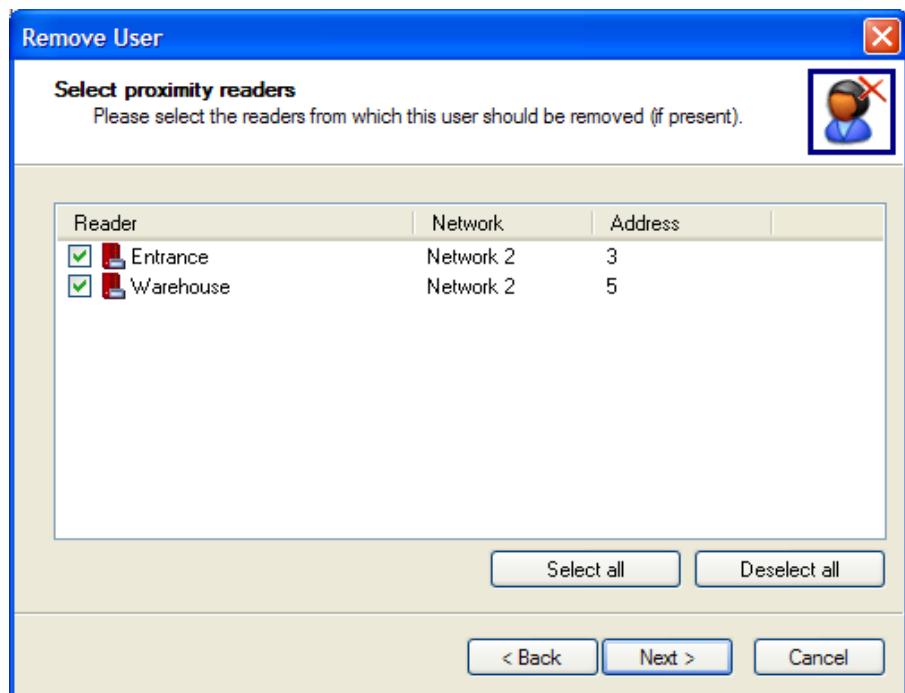 Remove User
Select proximity readers
Please select the readers from which this user should be removed (if present).
Reader Network Address
Entrance Network 2 3
Warehouse Network 2 5
Select all Deselect all
< Back Next > Cancel